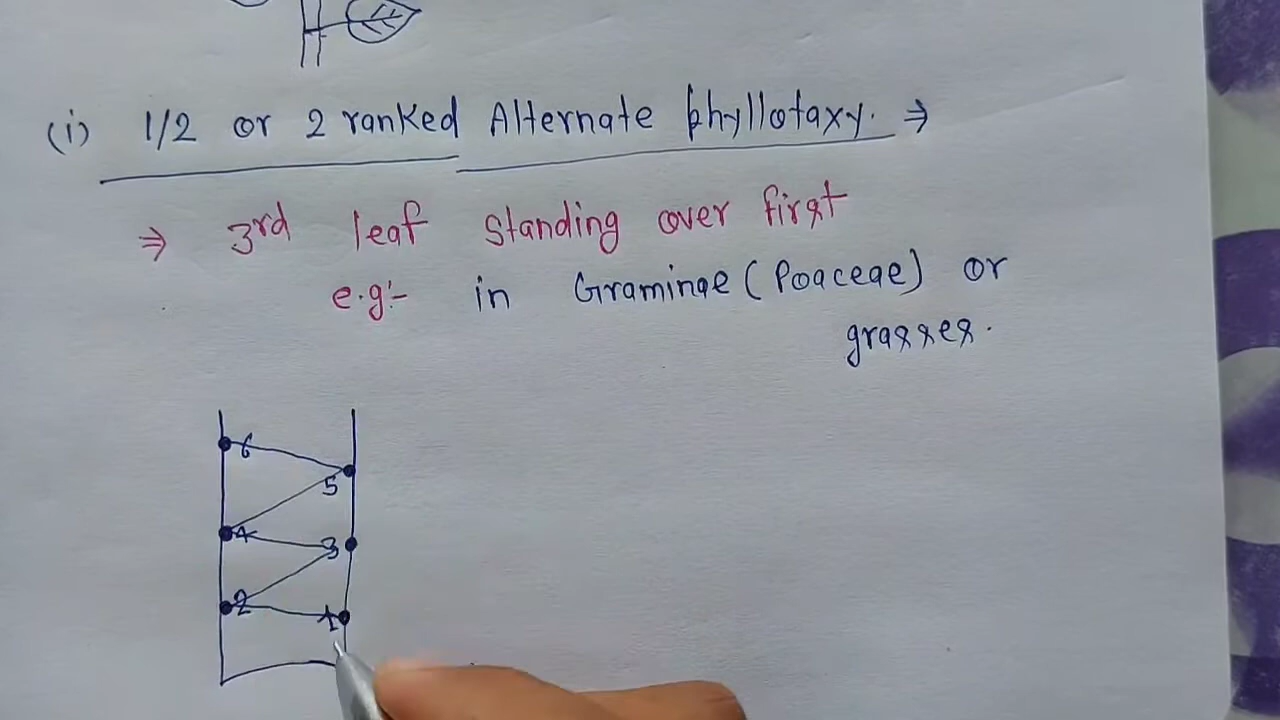 (i) 1/2 or 2 ranked Alternate phyllotaxy. ⇒
⇒ 3rd leaf standing over first
e.g:- in Graminae (Poaceae) or
grasses.
6
5
4
3
2
1